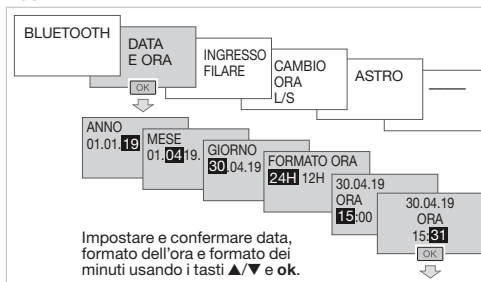 BLUETOOTH
DATA
E ORA
OK
INGRESSO
FILARE
CAMBIO
ORA
L/S
ASTRO
ANNO
01.01.19
MESE
01.04.19.
GIORNO
30.04.19
FORMATO ORA
24H 12H
30.04.19
ORA
15:00
30.04.19
ORA
15:31
OK
Impostare e confermare data,
formato dell'ora e formato dei
minuti usando i tasti ▲/▼ e ok.